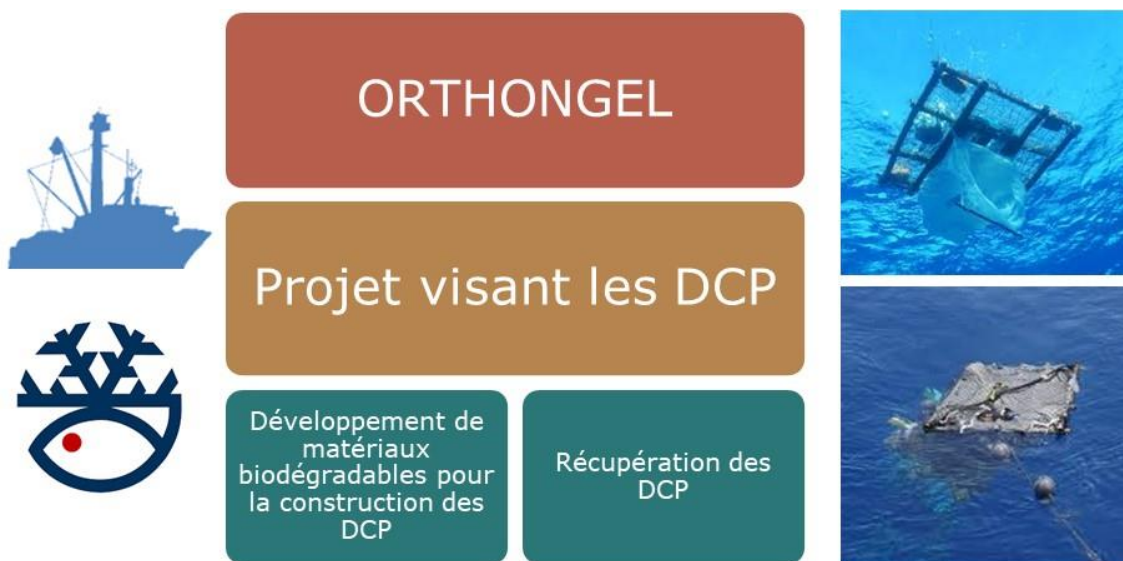 ORTHONGEL
Projet visant les DCP
Développement de
matériaux
biodégradables pour
la construction des
DCP
Récupération des
DCP